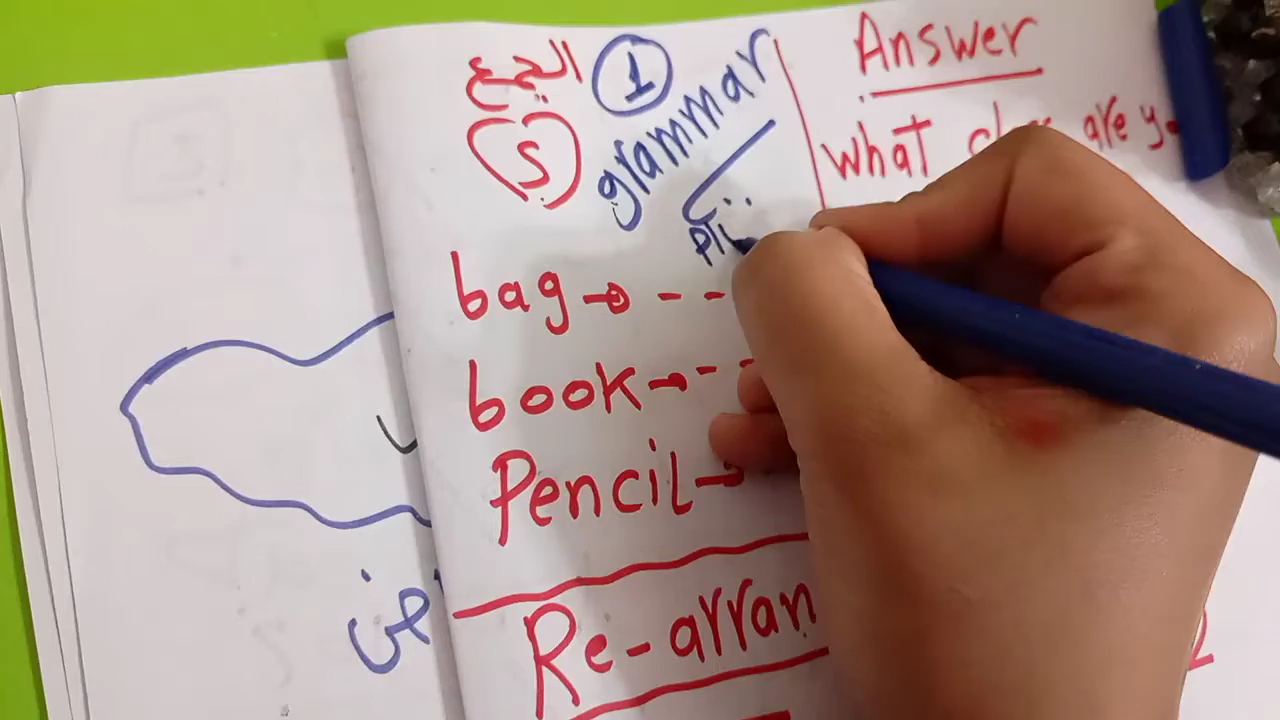 الجمع
1
grammar
S
bag
book
Pencil
Re-arran
Answer
what are